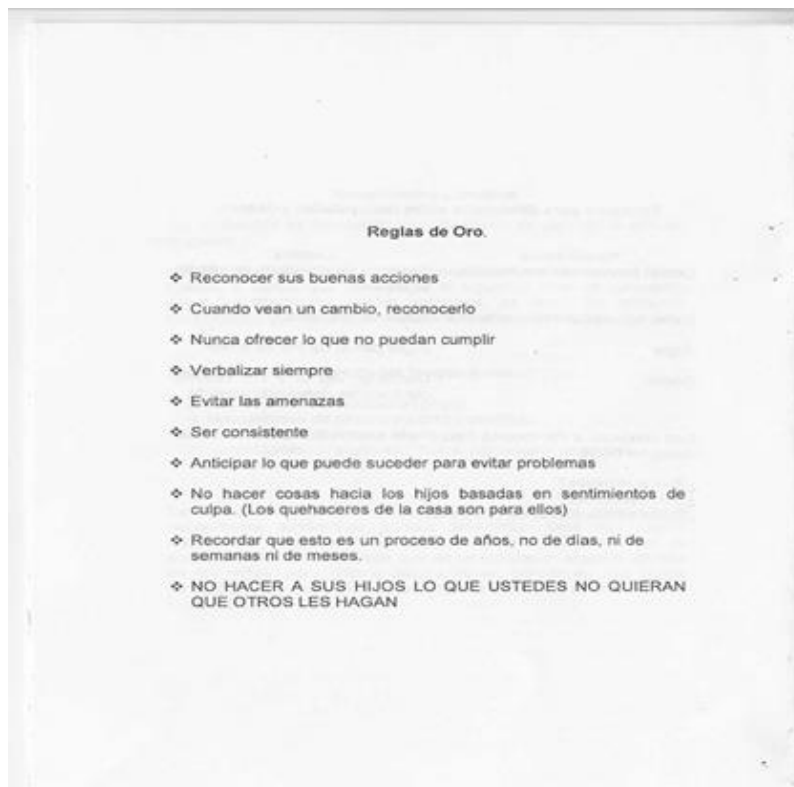 Reglas de Oro.
❖ Reconocer sus buenas acciones
❖ Cuando vean un cambio, reconocerlo
❖ Nunca ofrecer lo que no puedan cumplir
❖ Verbalizar siempre
❖ Evitar las amenazas
❖ Ser consistente
❖ Anticipar lo que puede suceder para evitar problemas
❖ No hacer cosas hacia los hijos basadas en sentimientos de
culpa. (Los quehaceres de la casa son para ellos)
❖ Recordar que esto es un proceso de años, no de días, ni de
semanas ni de meses.
❖ NO HACER A SUS HIJOS LO QUE USTEDES NO QUIERAN
QUE OTROS LES HAGAN